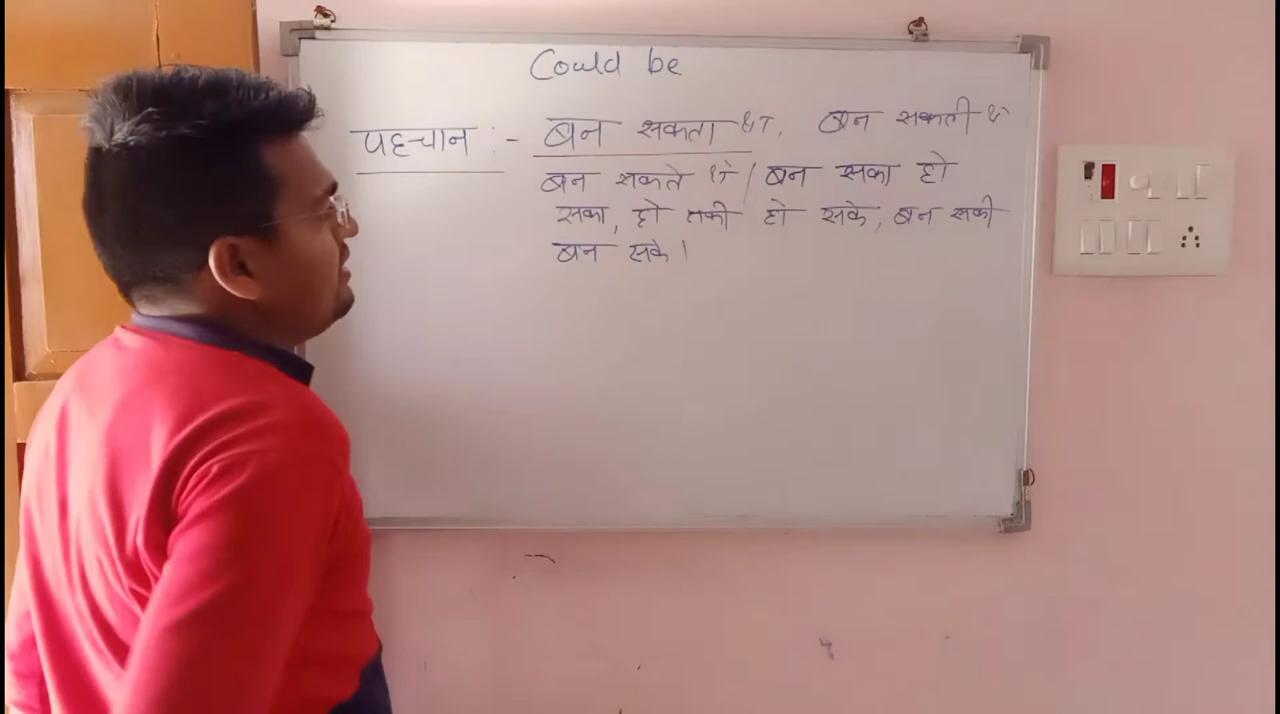 Could be
पहचान :- बन सकता था, बन सकती थी
बन सकते थे / बन सका हो
सका, हो सकी हो सके, बन सकी
बन सके।